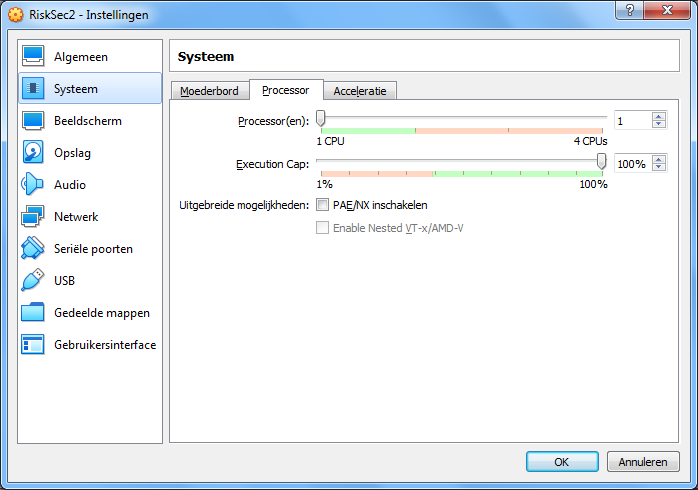 RiskSec2 - Instellingen
Algemeen
Systeem
Beeldscherm
Opslag
Audio
Netwerk
Seriële poorten
USB
Gedeelde mappen
Gebruikersinterface
Systeem
Moederbord Processor Acceleratie
Processor(en): 1
1 CPU 4 CPUs
Execution Cap: 100%
1% 100%
Uitgebreide mogelijkheden: PAE/NX inschakelen
Enable Nested VT-x/AMD-V
OK Annuleren